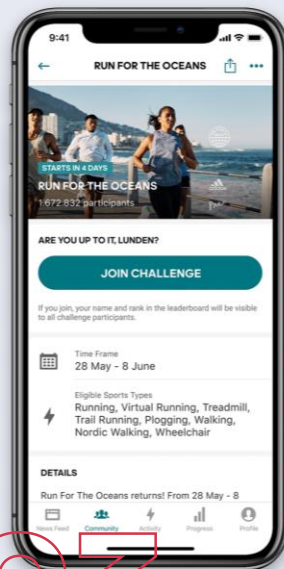 9:41
RUN FOR THE OCEANS
STARTS IN 4 DAYS
RUN FOR THE OCEANS
1.672.832 participants
ARE YOU UP TO IT, LUNDEN?
JOIN CHALLENGE
If you join, your name and rank in the leaderboard will be visible
to all challenge participants.
Time Frame
28 May - 8 June
Eligible Sports Types
Running, Virtual Running, Treadmill,
Trail Running, Plogging, Walking,
Nordic Walking, Wheelchair
DETAILS
Run For The Oceans returns! From 28 May - 8
News Feed
Community
Activity
Progress
Profile